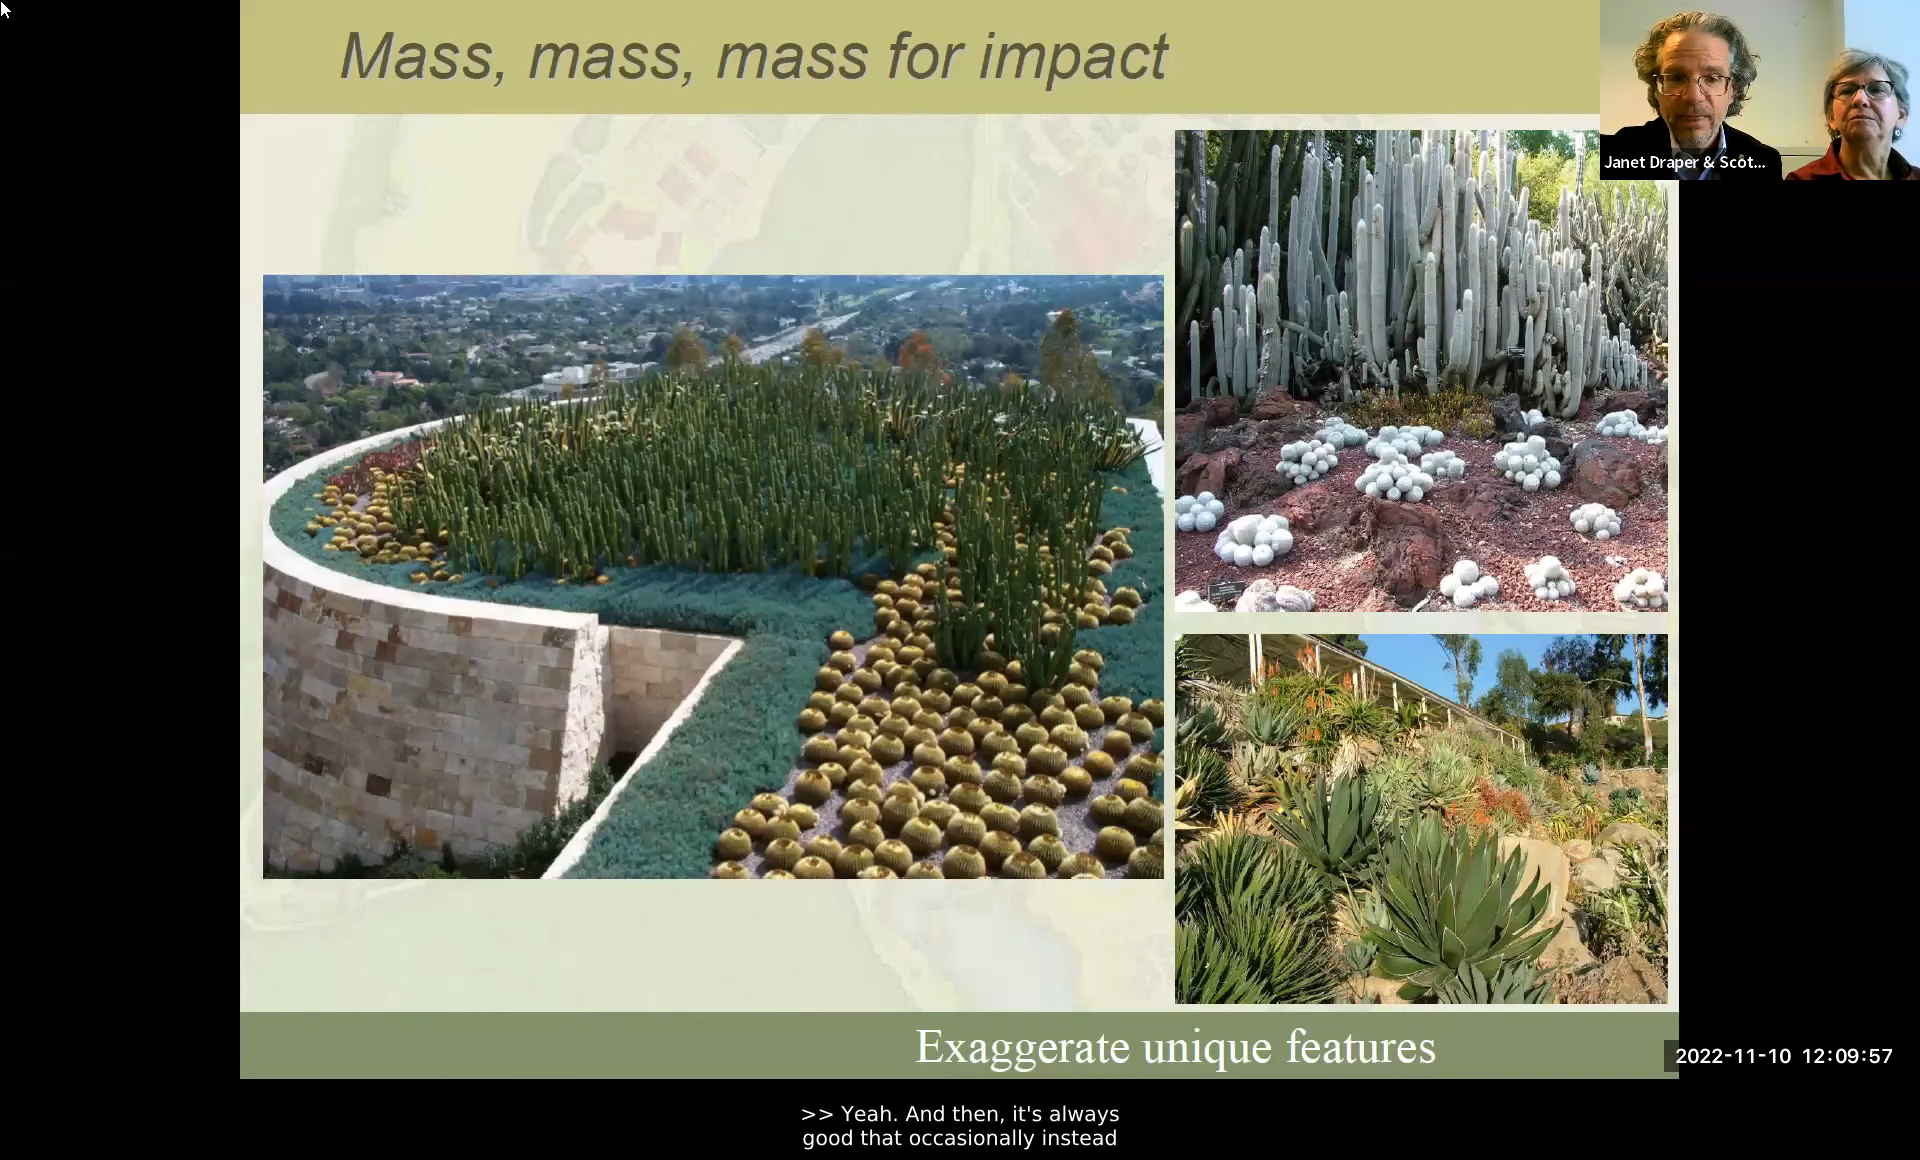 Mass, mass, mass for impact
Janet Draper & Scot...
Exaggerate unique features
2022-11-10 12:09:57
>> Yeah. And then, it's always
good that occasionally instead